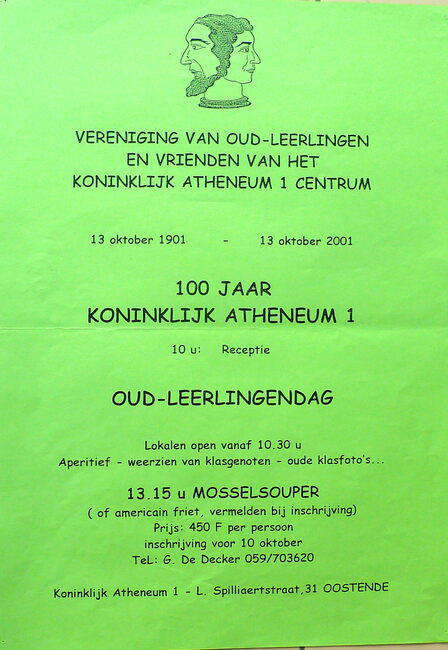 VERENIGING VAN OUD-LEERLINGEN
EN VRIENDEN VAN HET
KONINKLIJK ATHENEUM 1 CENTRUM
13 oktober 1901 - 13 oktober 2001
100 JAAR
KONINKLIJK ATHENEUM 1
10 u: Receptie
OUD-LEERLINGENDAG
Lokalen open vanaf 10.30 u
Aperitief - weerzien van klasgenoten - oude klasfoto's...
13.15 u MOSSELSOUPER
( of americain friet, vermelden bij inschrijving)
Prijs: 450 F per persoon
inschrijving voor 10 oktober
TeL: G. De Decker 059/703620
Koninklijk Atheneum 1 - L. Spilliaertstraat,31 OOSTENDE